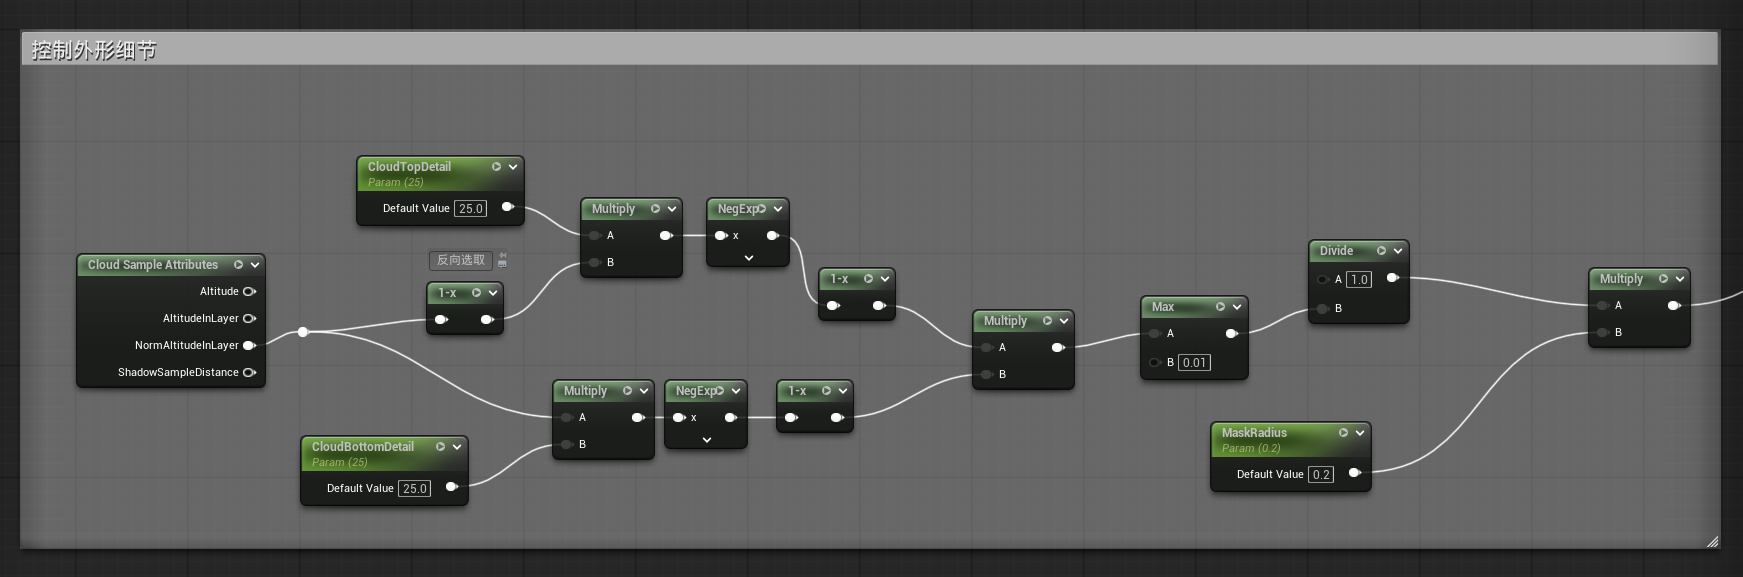 控制外形细节
CloudTopDetail
Param (25)
Default Value 25.0
Multiply
A
B
NegExp
x
反向选取
1-x
Cloud Sample Attributes
Altitude
AltitudeInLayer
NormAltitudeInLayer
ShadowSampleDistance
1-x
Multiply
A
B
Max
A
B 0.01
Divide
A 1.0
B
Multiply
A
B
Multiply
A
B
NegExp
x
1-x
CloudBottomDetail
Param (25)
Default Value 25.0
MaskRadius
Param (0.2)
Default Value 0.2